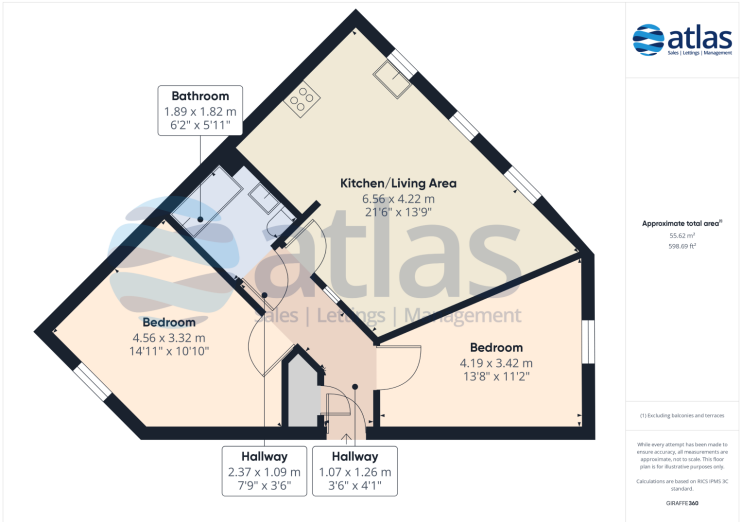 Bathroom
1.89 x 1.82 m
6'2" x 5'11"
Kitchen/Living Area
6.56 x 4.22 m
21'6" x 13'9"
atlas
Sales | Lettings | Management
Bedroom
4.56 x 3.32 m
14'11" x 10'10"
Bedroom
4.19 x 3.42 m
13'8" x 11'2"
Hallway
2.37 x 1.09 m
7'9" x 3'6"
Hallway
1.07 x 1.26 m
3'6" x 4'1"
atlas
Sales | Lettings | Management
Approximate total area(1)
55.62 m²
598.69 ft²
(1) Excluding balconies and terraces
While every attempt has been made to
ensure accuracy, all measurements are
approximate, not to scale. This floor
plan is for illustrative purposes only.
Calculations are based on RICS IPMS 3C
standard.
GIRAFFE360